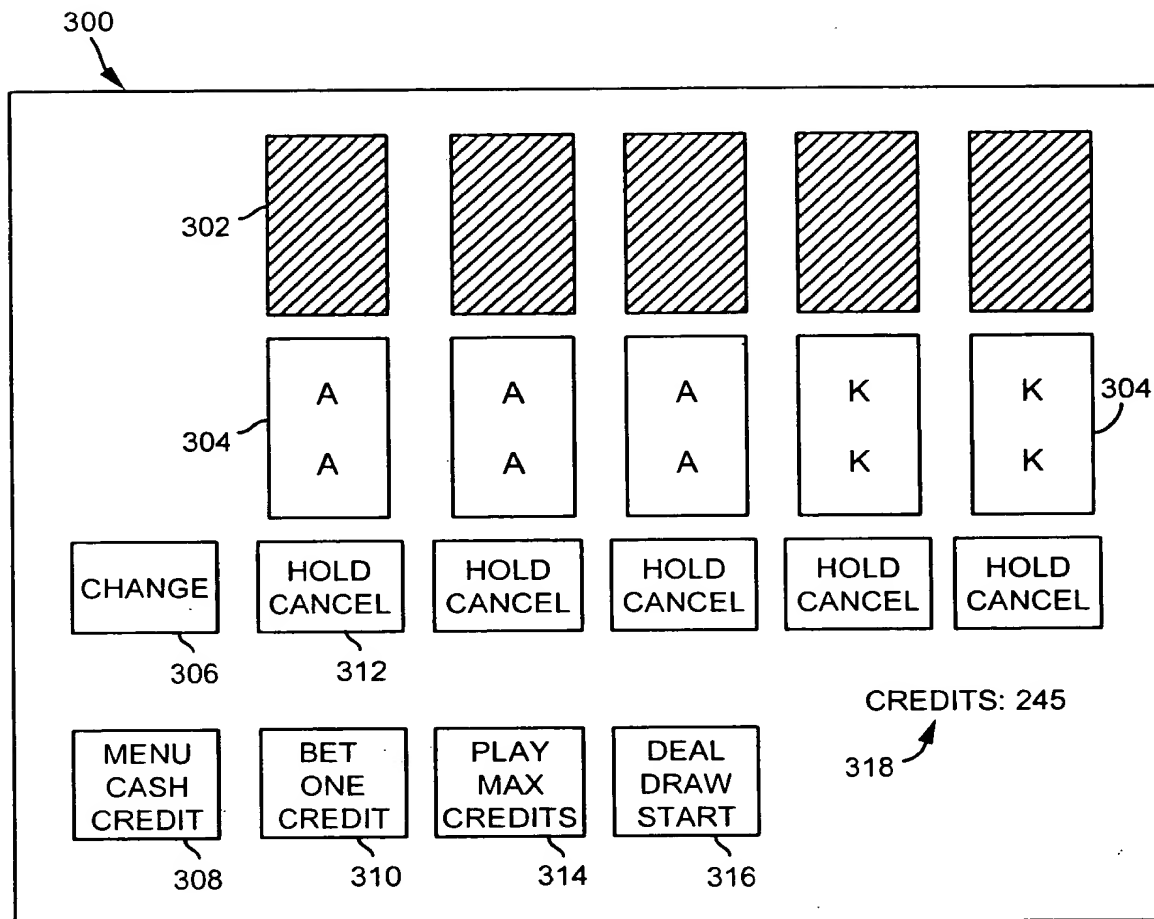 300
302
A A A K K
304
A A A K K
304
CHANGE
HOLD
CANCEL
HOLD
CANCEL
HOLD
CANCEL
HOLD
CANCEL
HOLD
CANCEL
306
312
CREDITS: 245
318
MENU
CASH
CREDIT
BET
ONE
CREDIT
PLAY
MAX
CREDITS
DEAL
DRAW
START
308
310
314
316